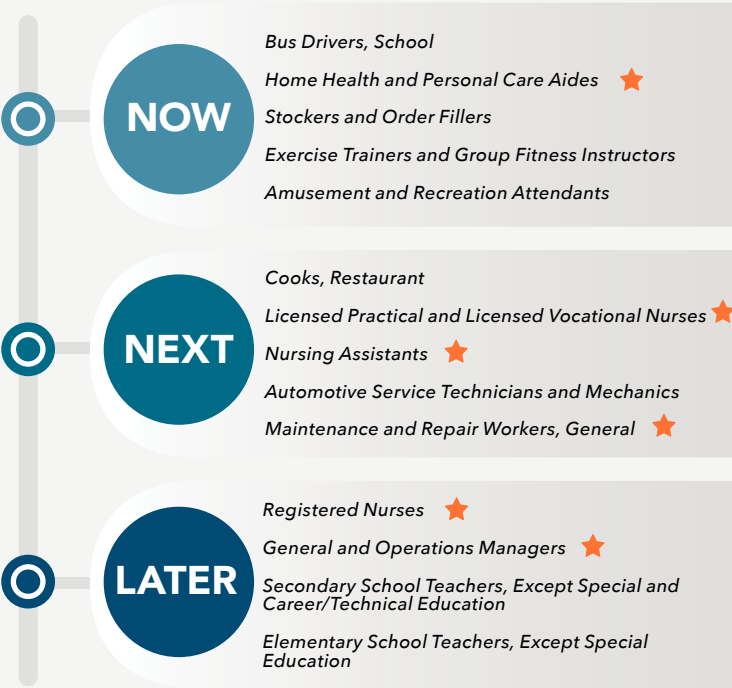 NOW
Bus Drivers, School
Home Health and Personal Care Aides
Stockers and Order Fillers
Exercise Trainers and Group Fitness Instructors
Amusement and Recreation Attendants
NEXT
Cooks, Restaurant
Licensed Practical and Licensed Vocational Nurses
Nursing Assistants
Automotive Service Technicians and Mechanics
Maintenance and Repair Workers, General
LATER
Registered Nurses
General and Operations Managers
Secondary School Teachers, Except Special and
Career/Technical Education
Elementary School Teachers, Except Special
Education